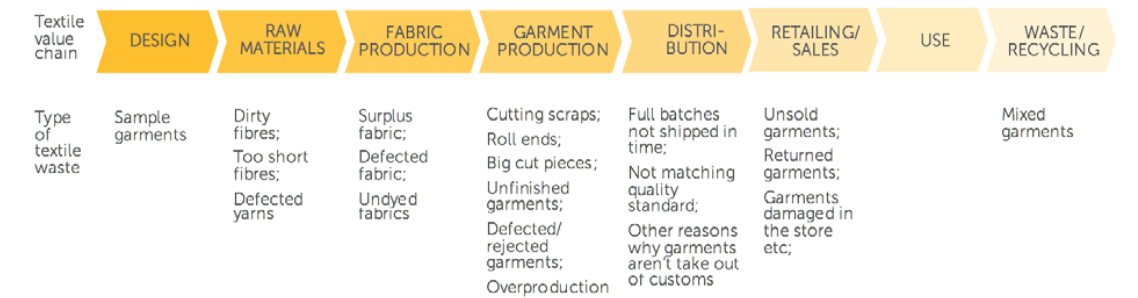 Textile
value
chain
DESIGN
RAW
MATERIALS
FABRIC
PRODUCTION
GARMENT
PRODUCTION
DISTRI-
BUTION
RETAILING/
SALES
USE
WASTE/
RECYCLING
Type
of
textile
waste
Sample
garments
Dirty
fibres;
Too short
fibres;
Defected
yarns
Surplus
fabric;
Defected
fabric;
Undyed
fabrics
Cutting scraps;
Roll ends;
Big cut pieces;
Unfinished
garments;
Defected/
rejected
garments;
Overproduction
Full batches
not shipped in
time;
Not matching
quality
standard;
Other reasons
why garments
aren't take out
of customs
Unsold
garments;
Returned
garments;
Garments
damaged in
the store
etc;
Mixed
garments